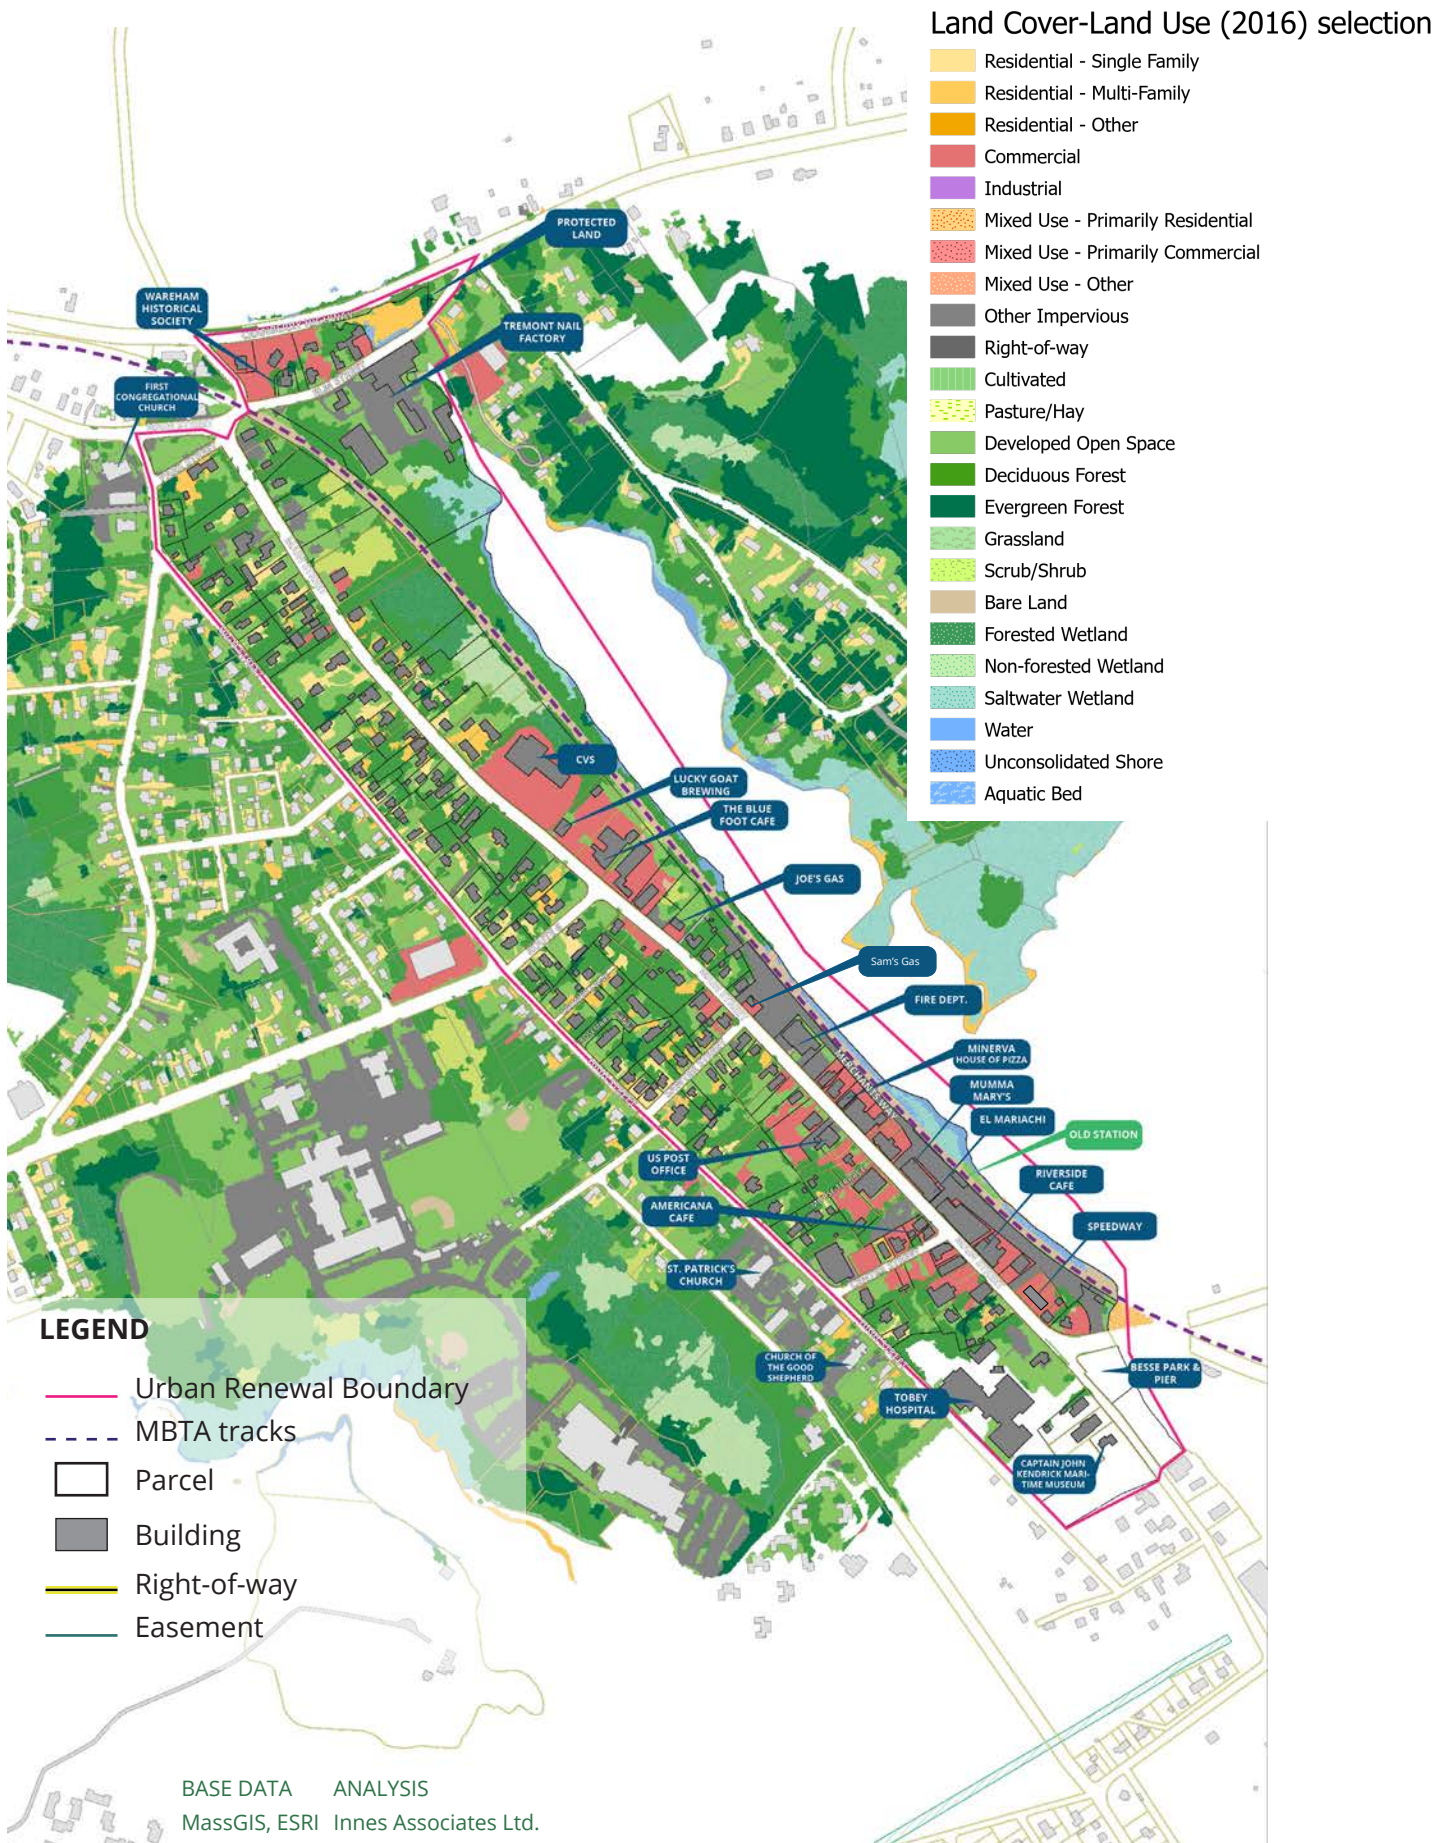 Land Cover-Land Use (2016) selection
Residential - Single Family
Residential - Multi-Family
Residential - Other
Commercial
Industrial
Mixed Use - Primarily Residential
Mixed Use - Primarily Commercial
Mixed Use - Other
Other Impervious
Right-of-way
Cultivated
Pasture/Hay
Developed Open Space
Deciduous Forest
Evergreen Forest
Grassland
Scrub/Shrub
Bare Land
Forested Wetland
Non-forested Wetland
Saltwater Wetland
Water
Unconsolidated Shore
Aquatic Bed
PROTECTED
LAND
WAREHAM
HISTORICAL
SOCIETY
TREMONT NAIL
FACTORY
FIRST
CONGREGATIONAL
CHURCH
CVS
LUCKY GOAT
BREWING
THE BLUE
FOOT CAFE
JOE'S GAS
Sam's Gas
FIRE DEPT.
MERCHANTS WAY
MINERVA
HOUSE OF PIZZA
MUMMA
MARY'S
EL MARIACHI
OLD STATION
US POST
OFFICE
RIVERSIDE
CAFE
AMERICANA
CAFE
SPEEDWAY
ST. PATRICK'S
CHURCH
CHURCH OF
THE GOOD
SHEPHERD
BESSE PARK &
PIER
TOBEY
HOSPITAL
CAPTAIN JOHN
KENDRICK MARI-
TIME MUSEUM
LEGEND
Urban Renewal Boundary
MBTA tracks
Parcel
Building
Right-of-way
Easement
BASE DATA ANALYSIS
MassGIS, ESRI Innes Associates Ltd.